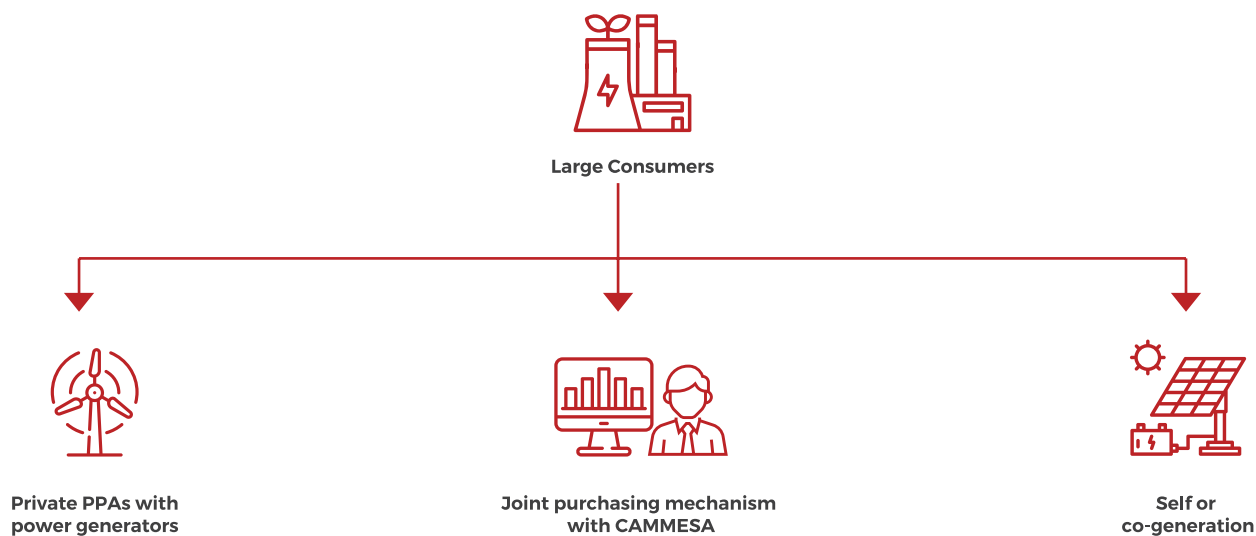 Large Consumers
Private PPAs with
power generators
Joint purchasing mechanism
with CAMMESA
Self or
co-generation